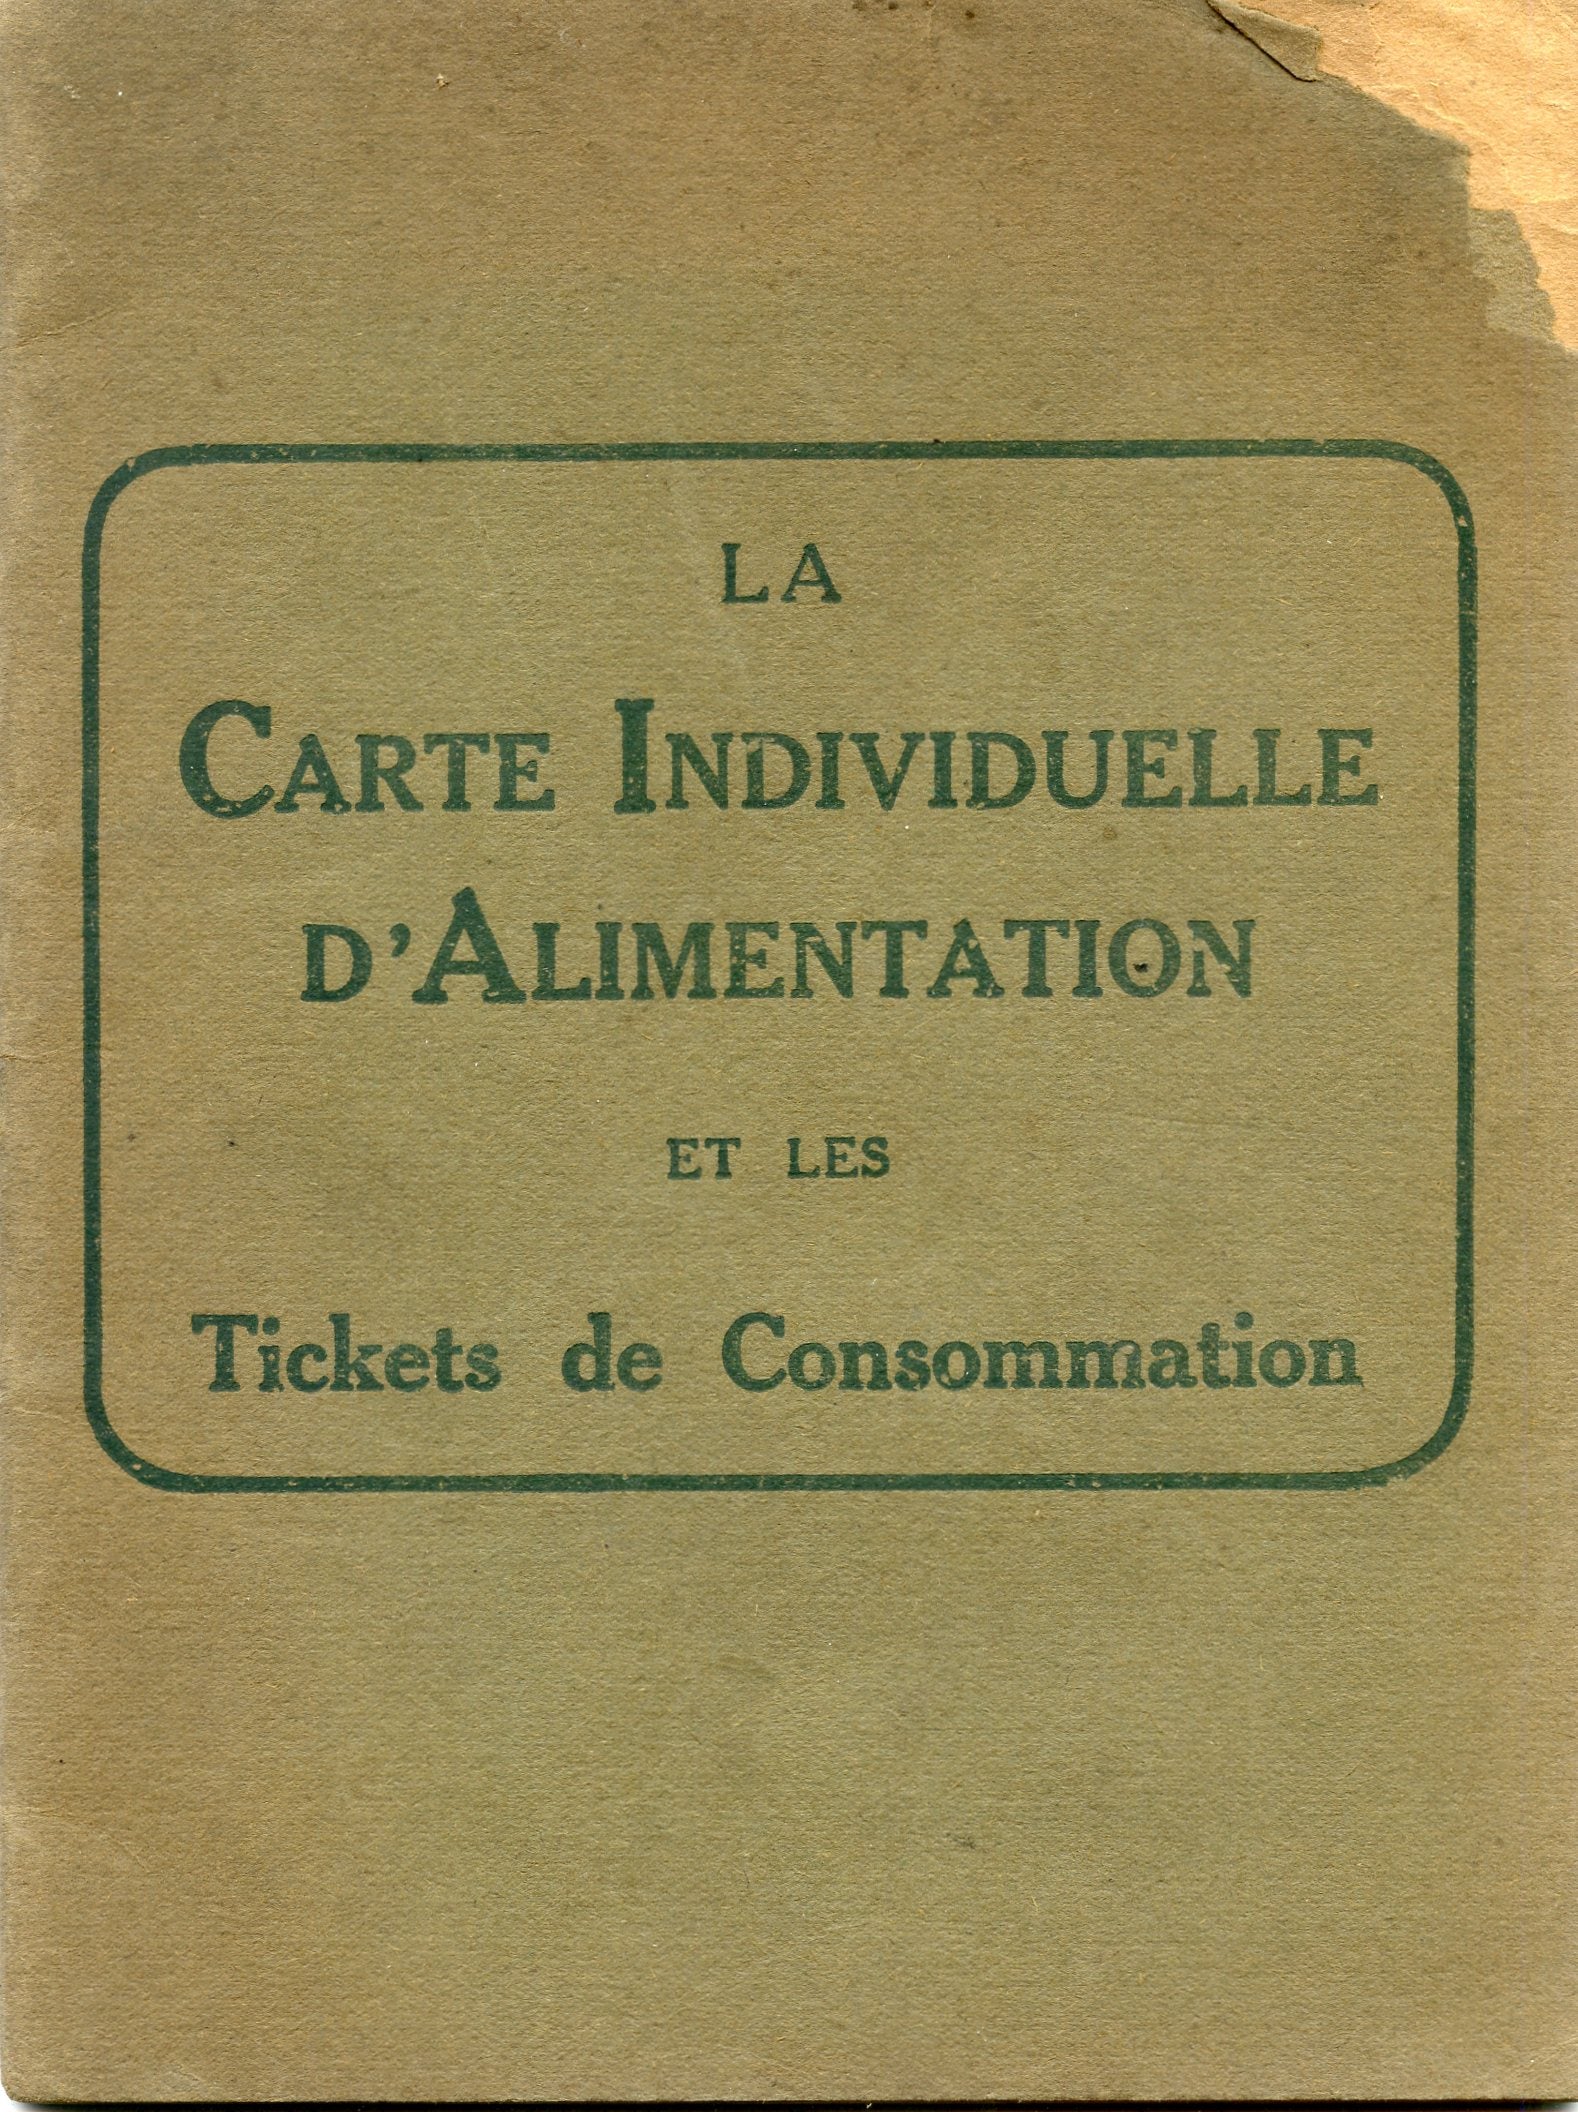 LA
CARTE INDIVIDUELLE
D'ALIMENTATION
ET LES
Tickets de Consommation